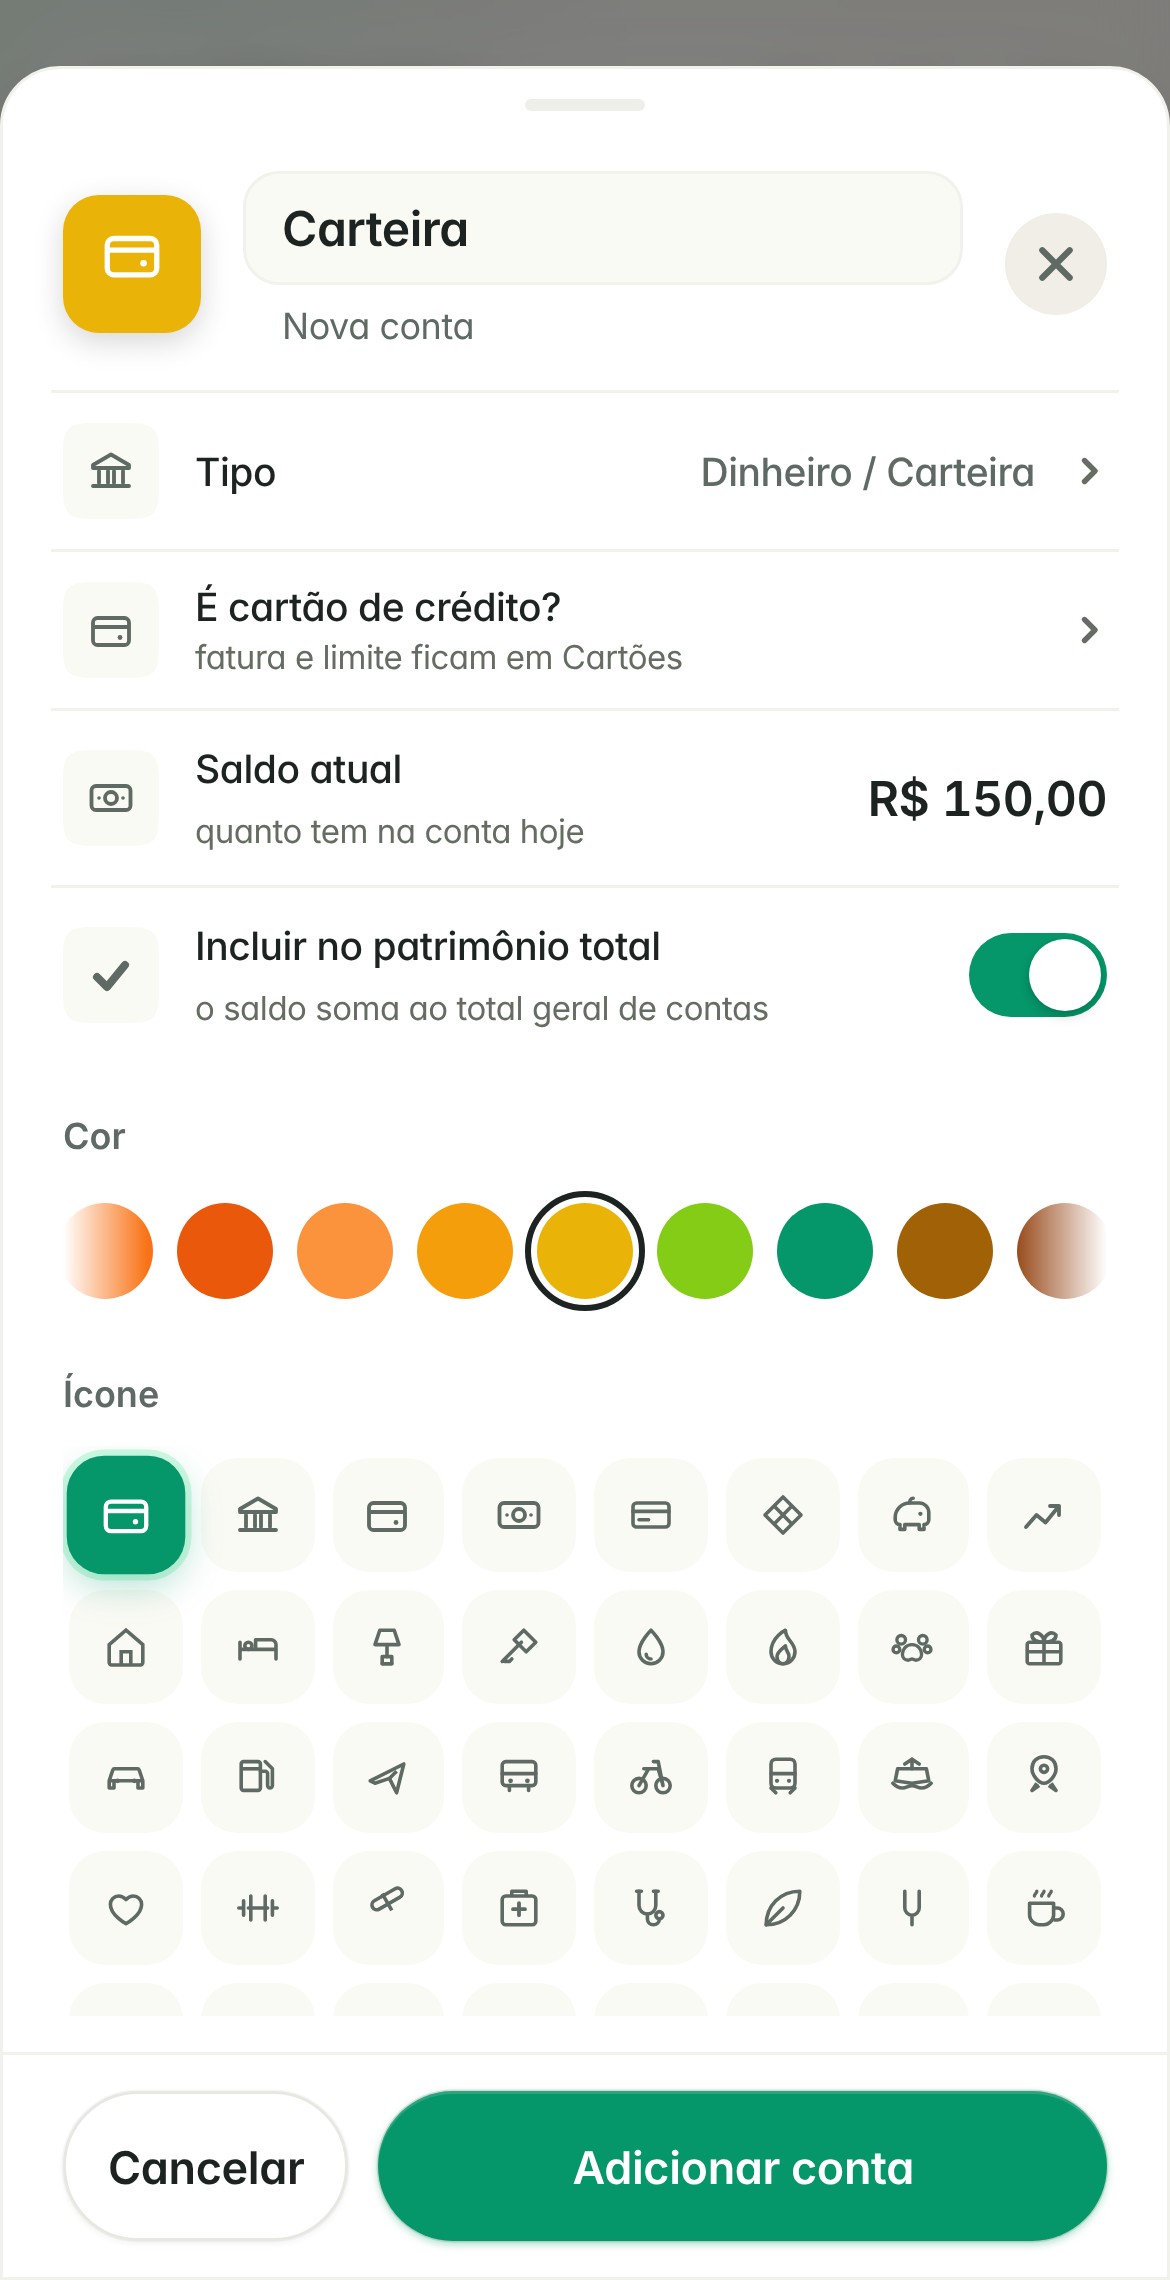 Carteira
Nova conta
Tipo
Dinheiro / Carteira
É cartão de crédito?
fatura e limite ficam em Cartões
Saldo atual
quanto tem na conta hoje
R$ 150,00
Incluir no patrimônio total
o saldo soma ao total geral de contas
Cor
Ícone
Cancelar
Adicionar conta